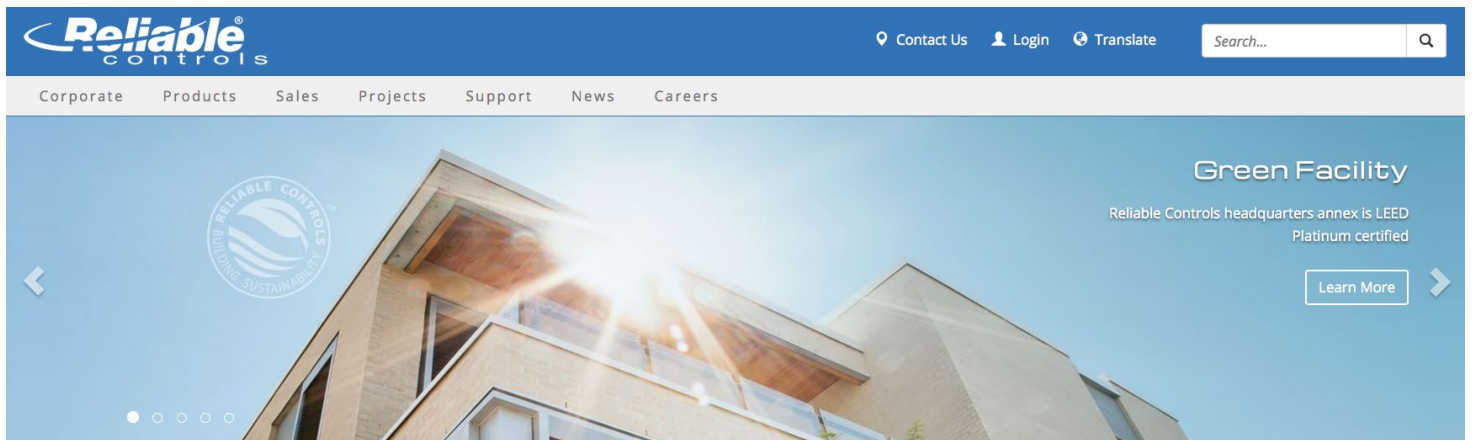 Reliable®
controls
Contact Us
Login
Translate
Search...
Corporate
Products
Sales
Projects
Support
News
Careers
RELIABLE CONTROLS™
BUILDING SUSTAINABILITY
Green Facility
Reliable Controls headquarters annex is LEED
Platinum certified
Learn More